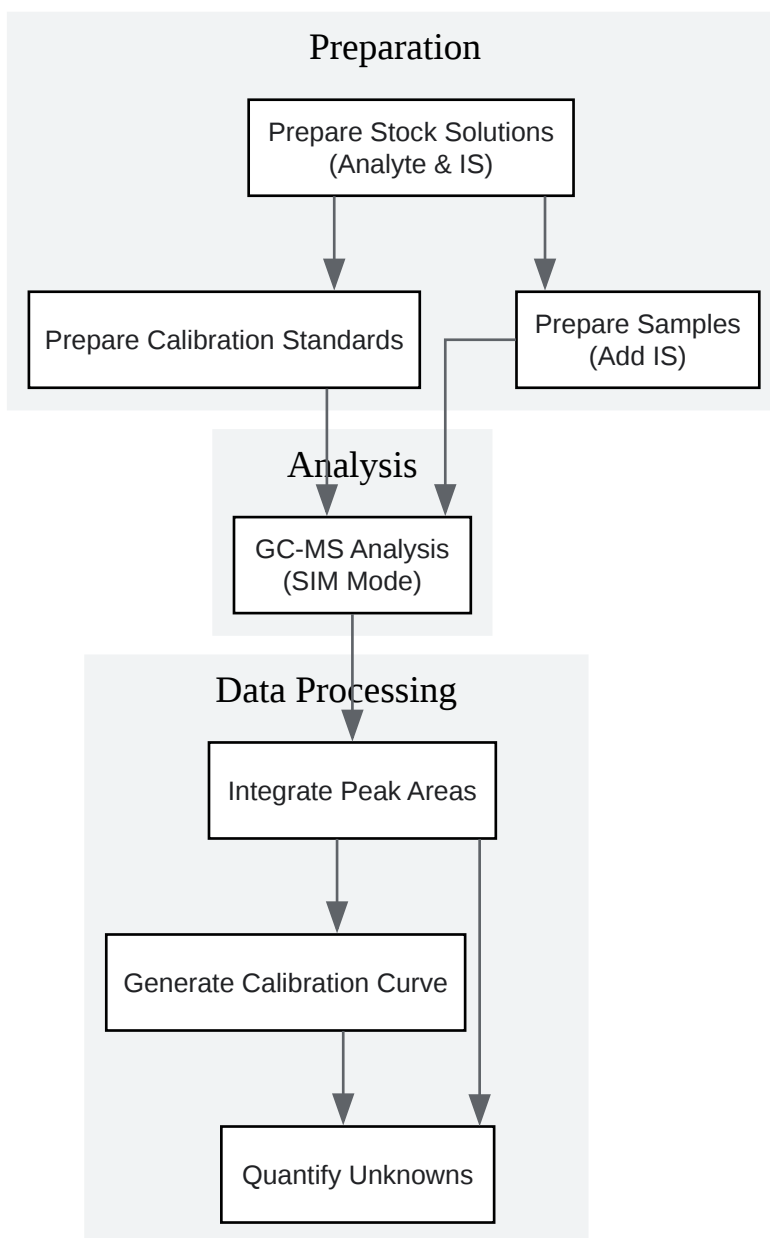 Preparation
Prepare Stock Solutions
(Analyte & IS)
Prepare Calibration Standards
Prepare Samples
(Add IS)
Analysis
GC-MS Analysis
(SIM Mode)
Data Processing
Integrate Peak Areas
Generate Calibration Curve
Quantify Unknowns